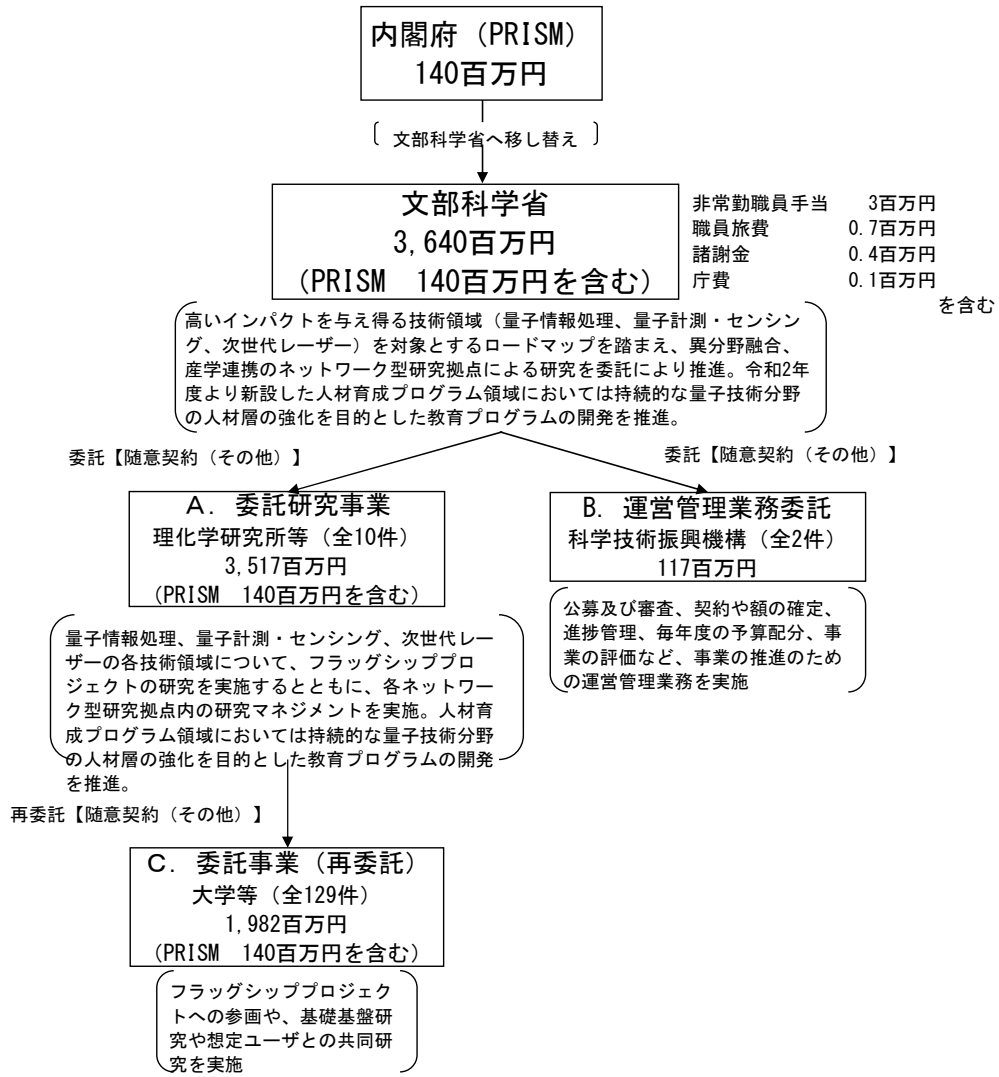 内閣府（PRISM）
140百万円
文部科学省へ移し替え
文部科学省
3,640百万円
（PRISM　140百万円を含む）
非常勤職員手当　3百万円
職員旅費　0.7百万円
諸謝金　0.4百万円
庁費　0.1百万円
を含む
高いインパクトを与え得る技術領域（量子情報処理、量子計測・センシン
グ、次世代レーザー）を対象とするロードマップを踏まえ、異分野融合、
産学連携のネットワーク型研究拠点による研究を委託により推進。令和2年
度より新設した人材育成プログラム領域においては持続的な量子技術分野
の人材層の強化を目的とした教育プログラムの開発を推進。
委託【随意契約（その他）】
委託【随意契約（その他）】
Ａ．委託研究事業
理化学研究所等（全10件）
3,517百万円
（PRISM　140百万円を含む）
B．運営管理業務委託
科学技術振興機構（全2件）
117百万円
量子情報処理、量子計測・センシング、次世代レー
ザーの各技術領域について、フラッグシッププロ
ジェクトの研究を実施するとともに、各ネットワー
ク型研究拠点内の研究マネジメントを実施。人材育
成プログラム領域においては持続的な量子技術分野
の人材層の強化を目的とした教育プログラムの開発
を推進。
公募及び審査、契約や額の確定、
進捗管理、毎年度の予算配分、事
業の評価など、事業の推進のため
の運営管理業務を実施
再委託【随意契約（その他）】
Ｃ．委託事業（再委託）
大学等（全129件）
1,982百万円
（PRISM　140百万円を含む）
フラッグシッププロジェク
トへの参画や、基礎基盤研
究や想定ユーザとの共同研
究を実施